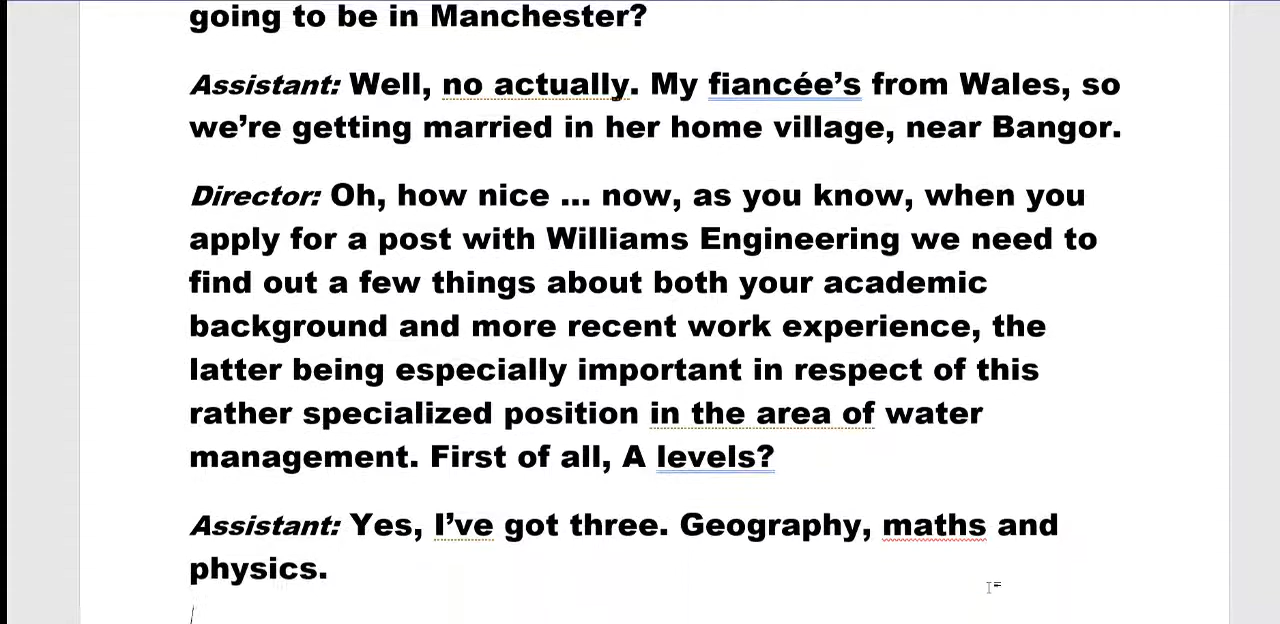 going to be in Manchester?
Assistant: Well, no actually. My fiancée’s from Wales, so
we’re getting married in her home village, near Bangor.
Director: Oh, how nice ... now, as you know, when you
apply for a post with Williams Engineering we need to
find out a few things about both your academic
background and more recent work experience, the
latter being especially important in respect of this
rather specialized position in the area of water
management. First of all, A levels?
Assistant: Yes, I’ve got three. Geography, maths and
physics.